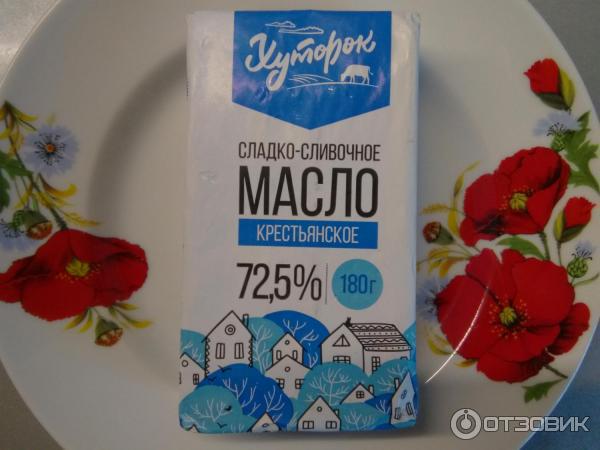 Хуторок
СЛАДКО-СЛИВОЧНОЕ
МАСЛО
КРЕСТЬЯНСКОЕ
72,5% 180г
ОТЗОВИК